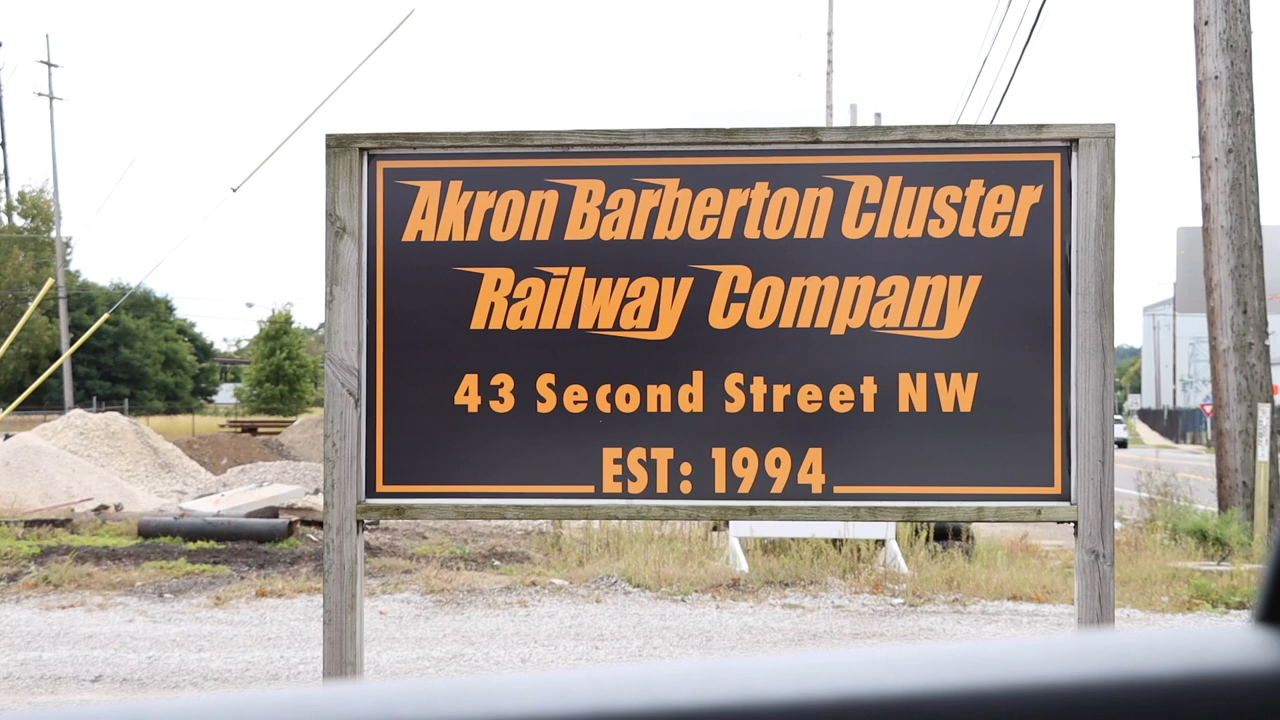 Akron Barberton Cluster
Railway Company
43 Second Street NW
EST: 1994